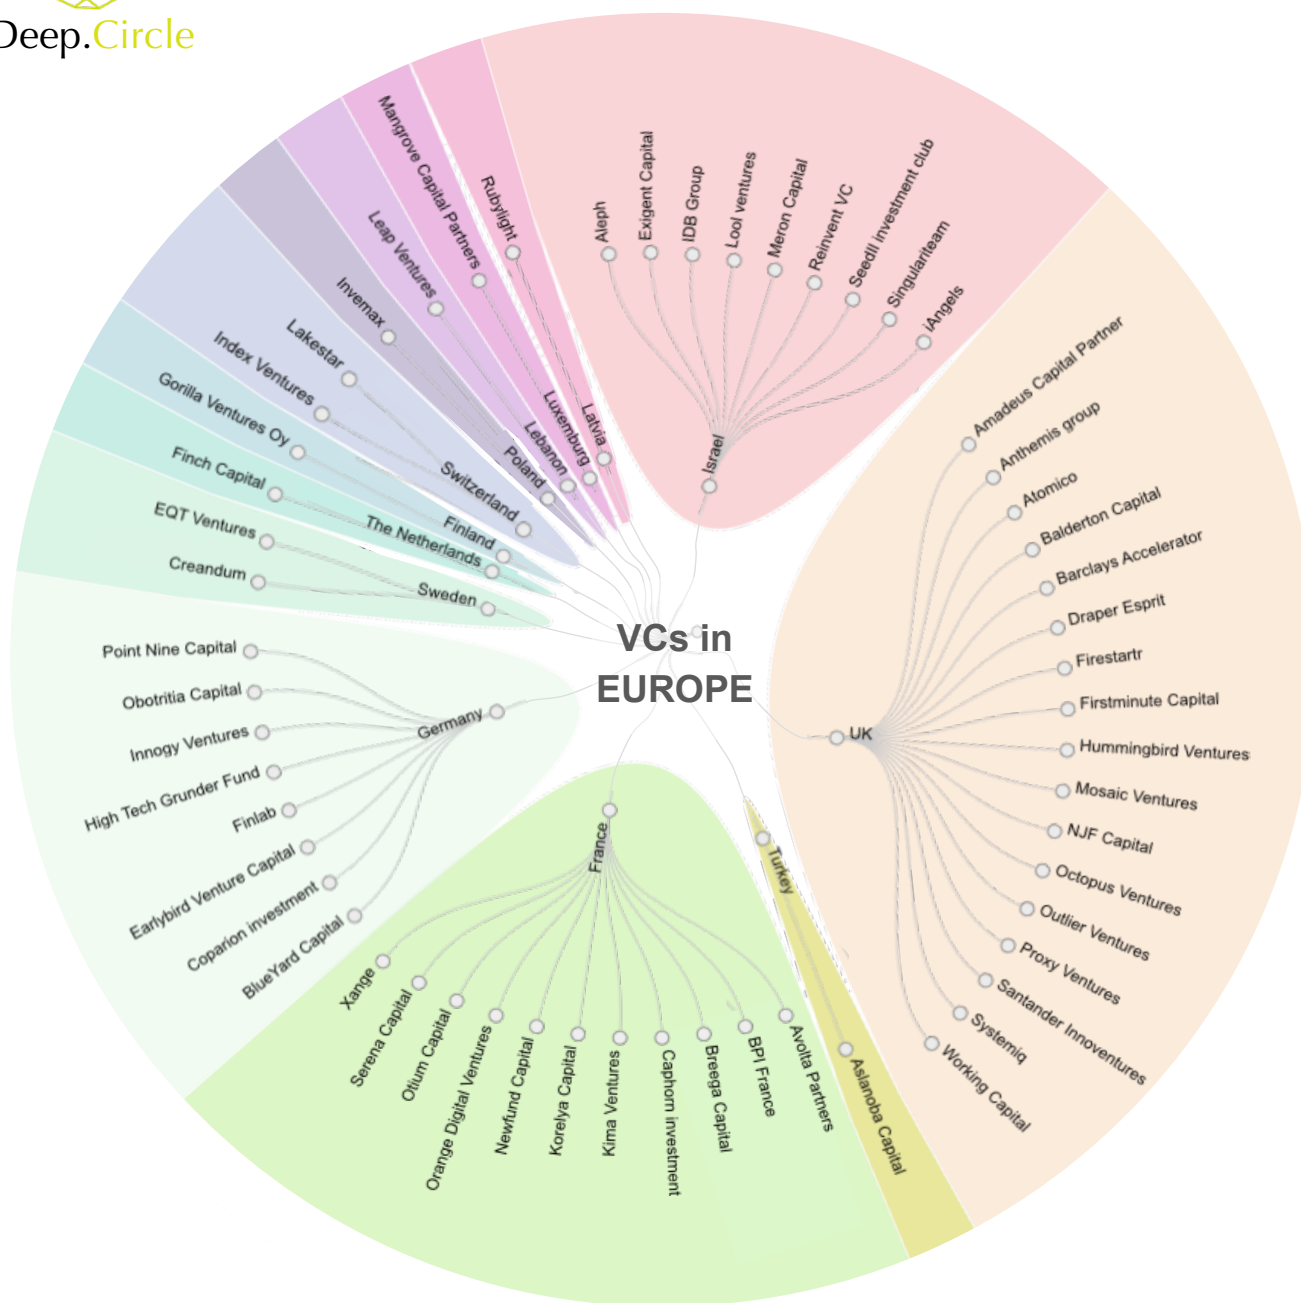 Deep.Circle
VCs in
EUROPE
Israel
Aleph
Exigent Capital
IDB Group
Lool ventures
Meron Capital
Reinvent VC
SeedIl Investment club
Singulariteam
iAngels
UK
Amadeus Capital Partner
Anthemis group
Atomico
Balderton Capital
Barclays Accelerator
Draper Esprit
Firestartr
Firstminute Capital
Hummingbird Ventures
Mosaic Ventures
NJF Capital
Octopus Ventures
Outlier Ventures
Proxy Ventures
Santander Innoventures
Systemiq
Working Capital
Turkey
Aslanoba Capital
France
Avolta Partners
BPI France
Breega Capital
Caphorn investment
Kima Ventures
Korelya Capital
Newfund Capital
Orange Digital Ventures
Otium Capital
Serena Capital
Xange
Germany
BlueYard Capital
Coparion investment
Earlybird Venture Capital
Finlab
High Tech Grunder Fund
Innogy Ventures
Obotritia Capital
Point Nine Capital
Sweden
Creandum
EQT Ventures
The Netherlands
Finch Capital
Finland
Gorilla Ventures Oy
Switzerland
Index Ventures
Lakestar
Poland
Invemax
Lebanon
Leap Ventures
Luxemburg
Mangrove Capital Partners
Latvia
Rubylight